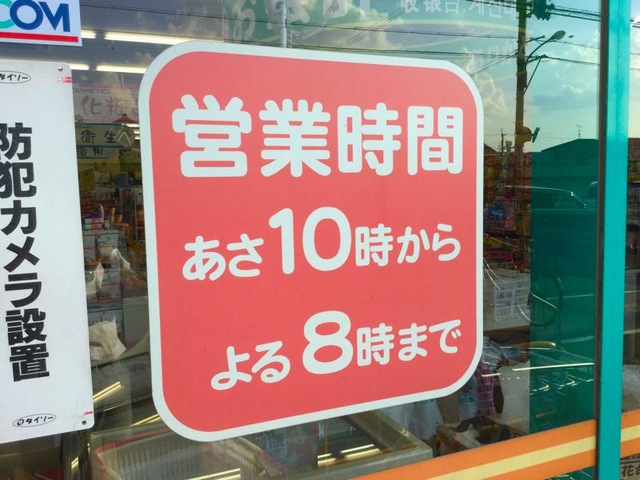 COM
ダイソー
防犯カメラ設置
ダイソー
営業時間
あさ10時から
よる8時まで